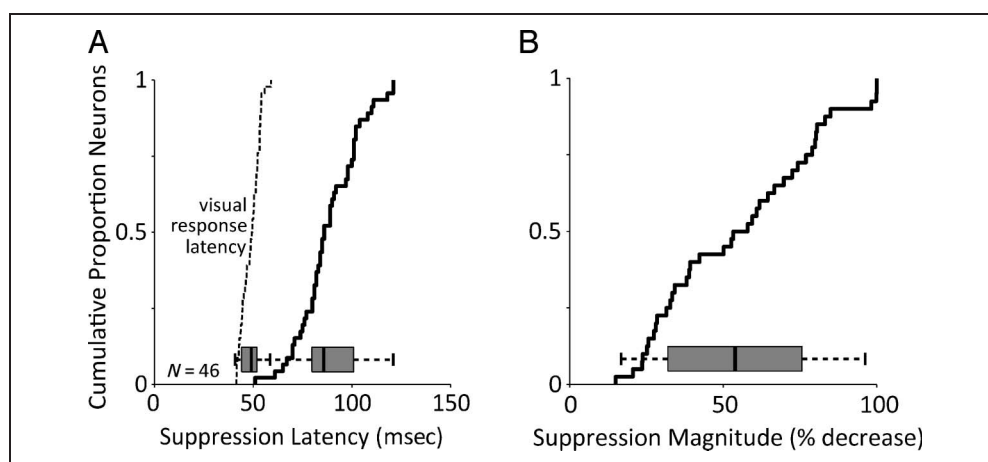 A
B
Cumulative Proportion Neurons
1
0.5
0
visual
response
latency
N = 46
0
50
100
150
Suppression Latency (msec)
1
0.5
0
0
50
100
Suppression Magnitude (% decrease)